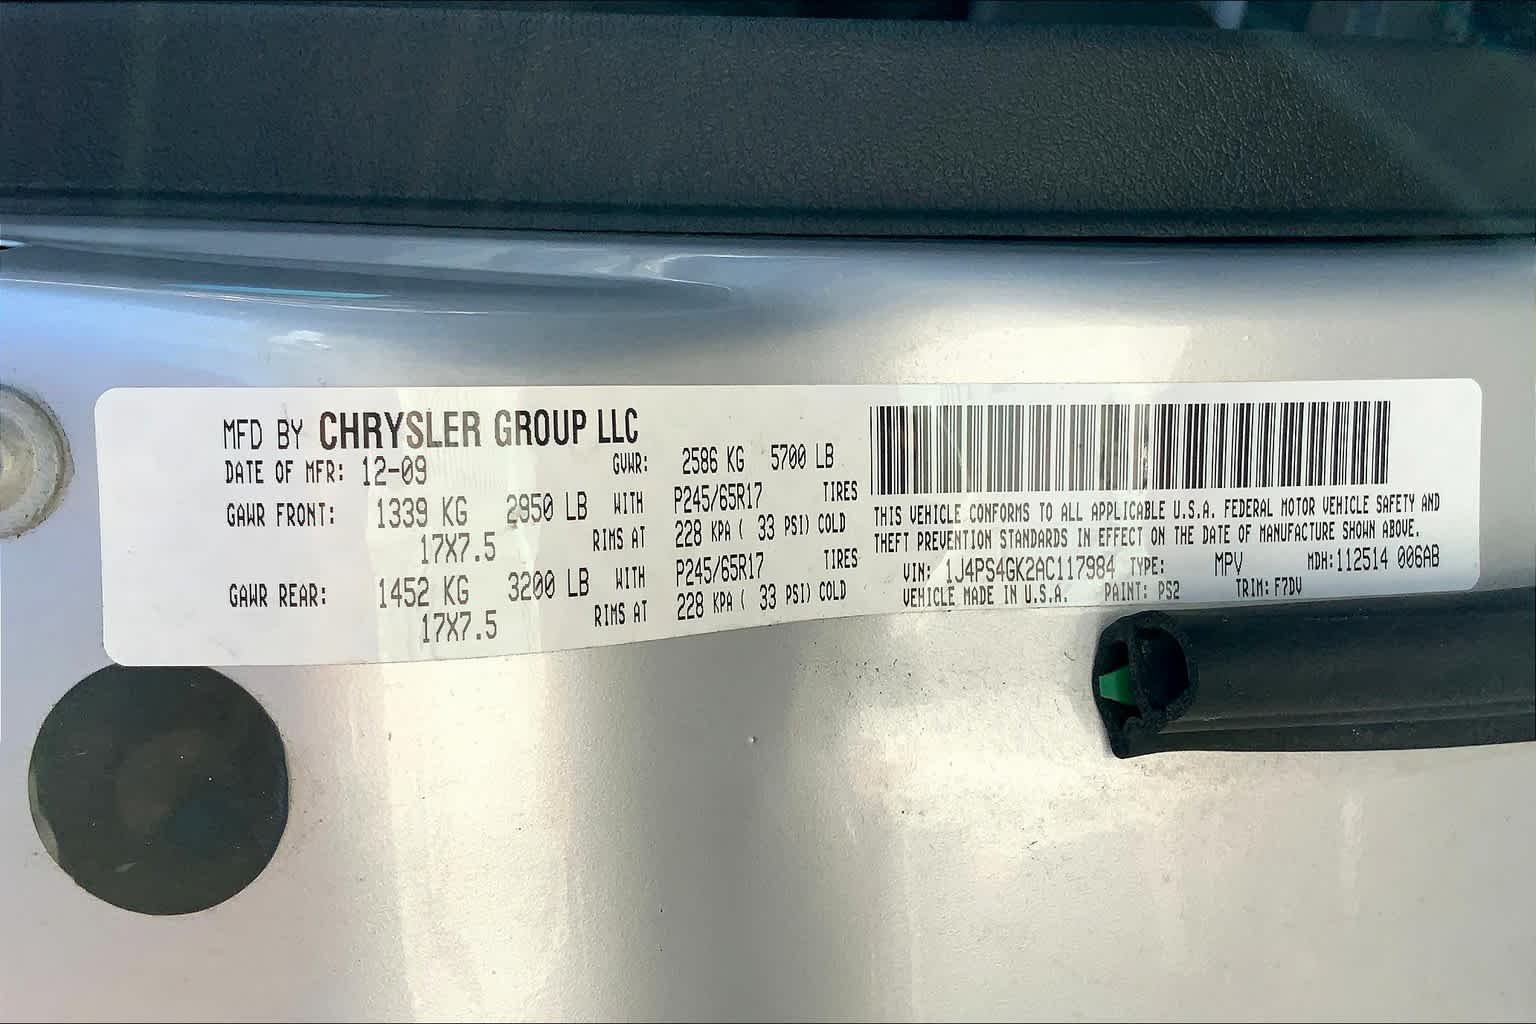 MFD BY CHRYSLER GROUP LLC
DATE OF MFR: 12-09 GVWR: 2586 KG 5700 LB
GAWR FRONT: 1339 KG 2950 LB WITH P245/65R17 TIRES
17X7.5 RIMS AT 228 KPA ( 33 PSI) COLD
GAWR REAR: 1452 KG 3200 LB WITH P245/65R17 TIRES
17X7.5 RIMS AT 228 KPA ( 33 PSI) COLD
THIS VEHICLE CONFORMS TO ALL APPLICABLE U.S.A. FEDERAL MOTOR VEHICLE SAFETY AND
THEFT PREVENTION STANDARDS IN EFFECT ON THE DATE OF MANUFACTURE SHOWN ABOVE.
VIN: 1J4PS4GK2AC117984 TYPE: MPV MDH:112514 006AB
VEHICLE MADE IN U.S.A. PAINT: PS2 TRIM: F7DV